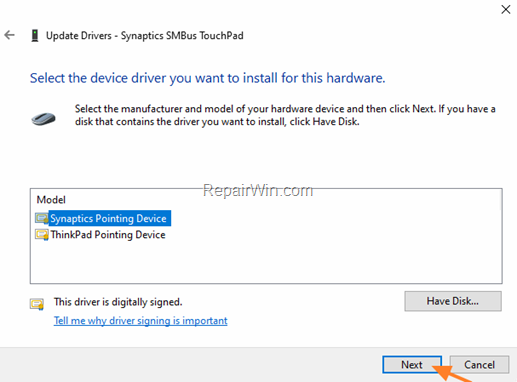 Update Drivers - Synaptics SMBus TouchPad
Select the device driver you want to install for this hardware.
Select the manufacturer and model of your hardware device and then click Next. If you have a
disk that contains the driver you want to install, click Have Disk.
RepairWin.com
Model
Synaptics Pointing Device
ThinkPad Pointing Device
This driver is digitally signed.
Have Disk...
Tell me why driver signing is important
Next
Cancel